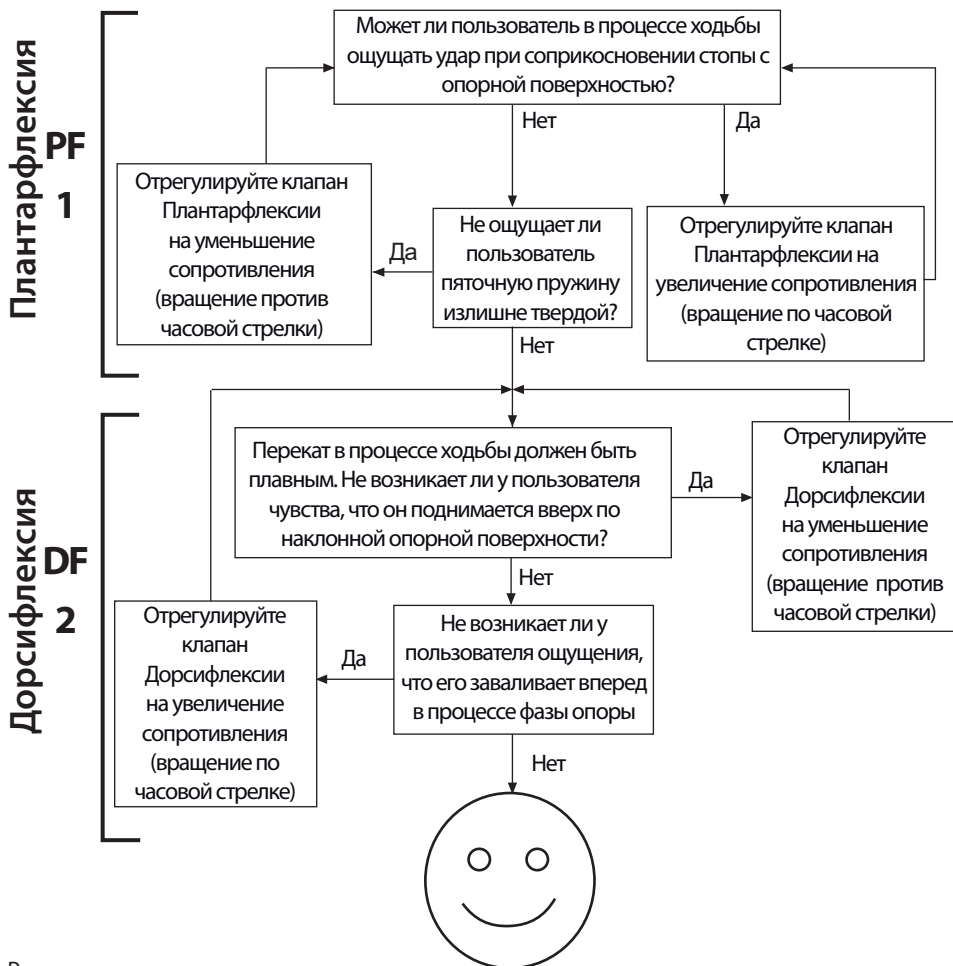 Плантарфлексия
PF
1
Может ли пользователь в процессе ходьбы
ощущать удар при соприкосновении стопы с
опорной поверхностью?
Нет
Да
Отрегулируйте клапан
Плантарфлексии
на уменьшение
сопротивления
(вращение против
часовой стрелки)
Да
Не ощущает ли
пользователь
пяточную пружину
излишне твердой?
Отрегулируйте клапан
Плантарфлексии на
увеличение сопротивления
(вращение по часовой
стрелке)
Нет
Дорсифлексия
DF
2
Перекат в процессе ходьбы должен быть
плавным. Не возникает ли у пользователя
чувства, что он поднимается вверх по
наклонной опорной поверхности?
Да
Отрегулируйте
клапан
Дорсифлексии
на уменьшение
сопротивления
(вращение против
часовой стрелки)
Нет
Отрегулируйте
клапан
Дорсифлексии
на увеличение
сопротивления
(вращение по
часовой стрелке)
Да
Не возникает ли у
пользователя ощущения,
что его заваливает вперед
в процессе фазы опоры
Нет